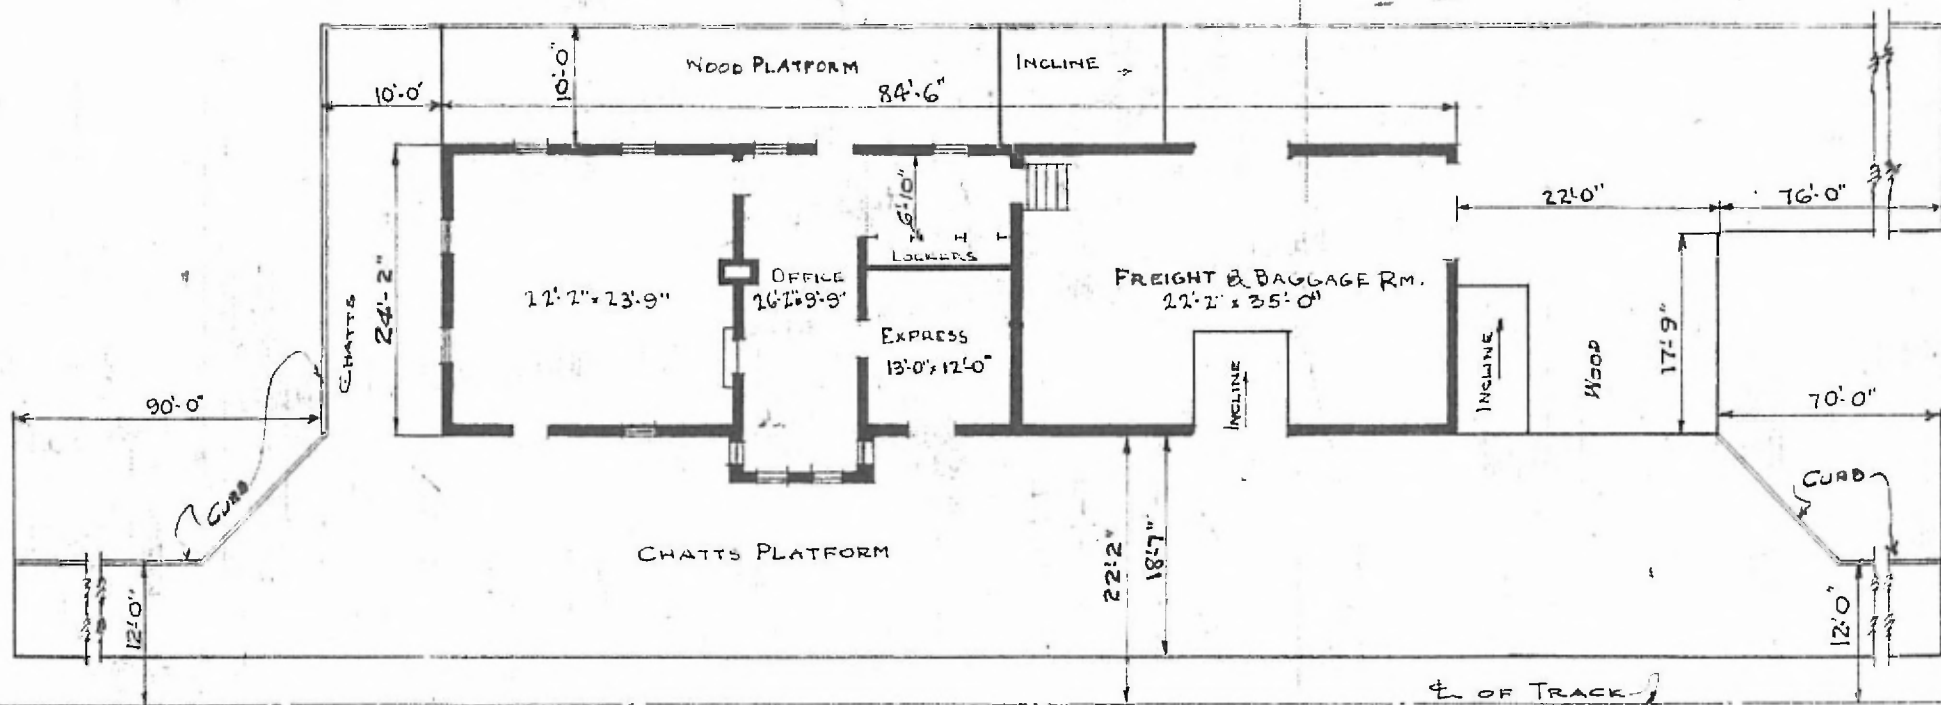 WOOD PLATFORM
INCLINE
10'-0"
10'-0"
84'-6"
6'-10"
22'-0"
76'-0"
24'-2"
CHATTS
LOCKERS
OFFICE
26'-2"x9'-9"
22'-2"x23'-9"
FREIGHT & BAGGAGE RM.
22'-2" x 35'-0"
EXPRESS
13'-0"x12'-0"
INCLINE
INCLINE
WOOD
17'-9"
90'-0"
70'-0"
CURB
CURB
CHATTS PLATFORM
22'-2"
18'-7"
12'-0"
12'-0"
℄ OF TRACK